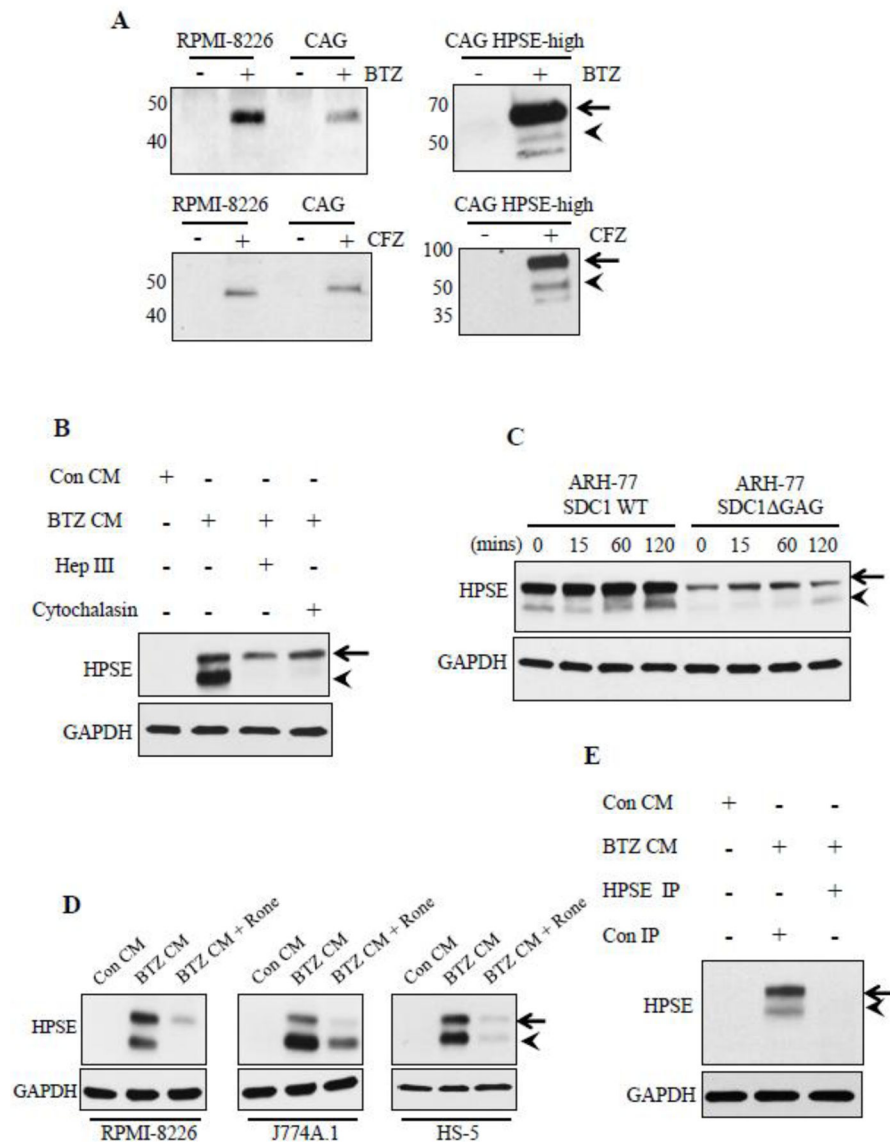 A
RPMI-8226 CAG CAG HPSE-high
- + - + BTZ - + BTZ
50
40
70
50
RPMI-8226 CAG CAG HPSE-high
- + - + CFZ - + CFZ
50
40
100
50
35
B
Con CM + - - -
BTZ CM - + + +
Hep III - - + -
Cytochalasin - - - +
HPSE
GAPDH
C
ARH-77 ARH-77
SDC1 WT SDC1ΔGAG
(mins) 0 15 60 120 0 15 60 120
HPSE
GAPDH
D
Con CM BTZ CM BTZ CM + Rone Con CM BTZ CM BTZ CM + Rone Con CM BTZ CM BTZ CM + Rone
HPSE
GAPDH
RPMI-8226 J774A.1 HS-5
E
Con CM + - -
BTZ CM - + +
HPSE IP - - +
Con IP - + -
HPSE
GAPDH